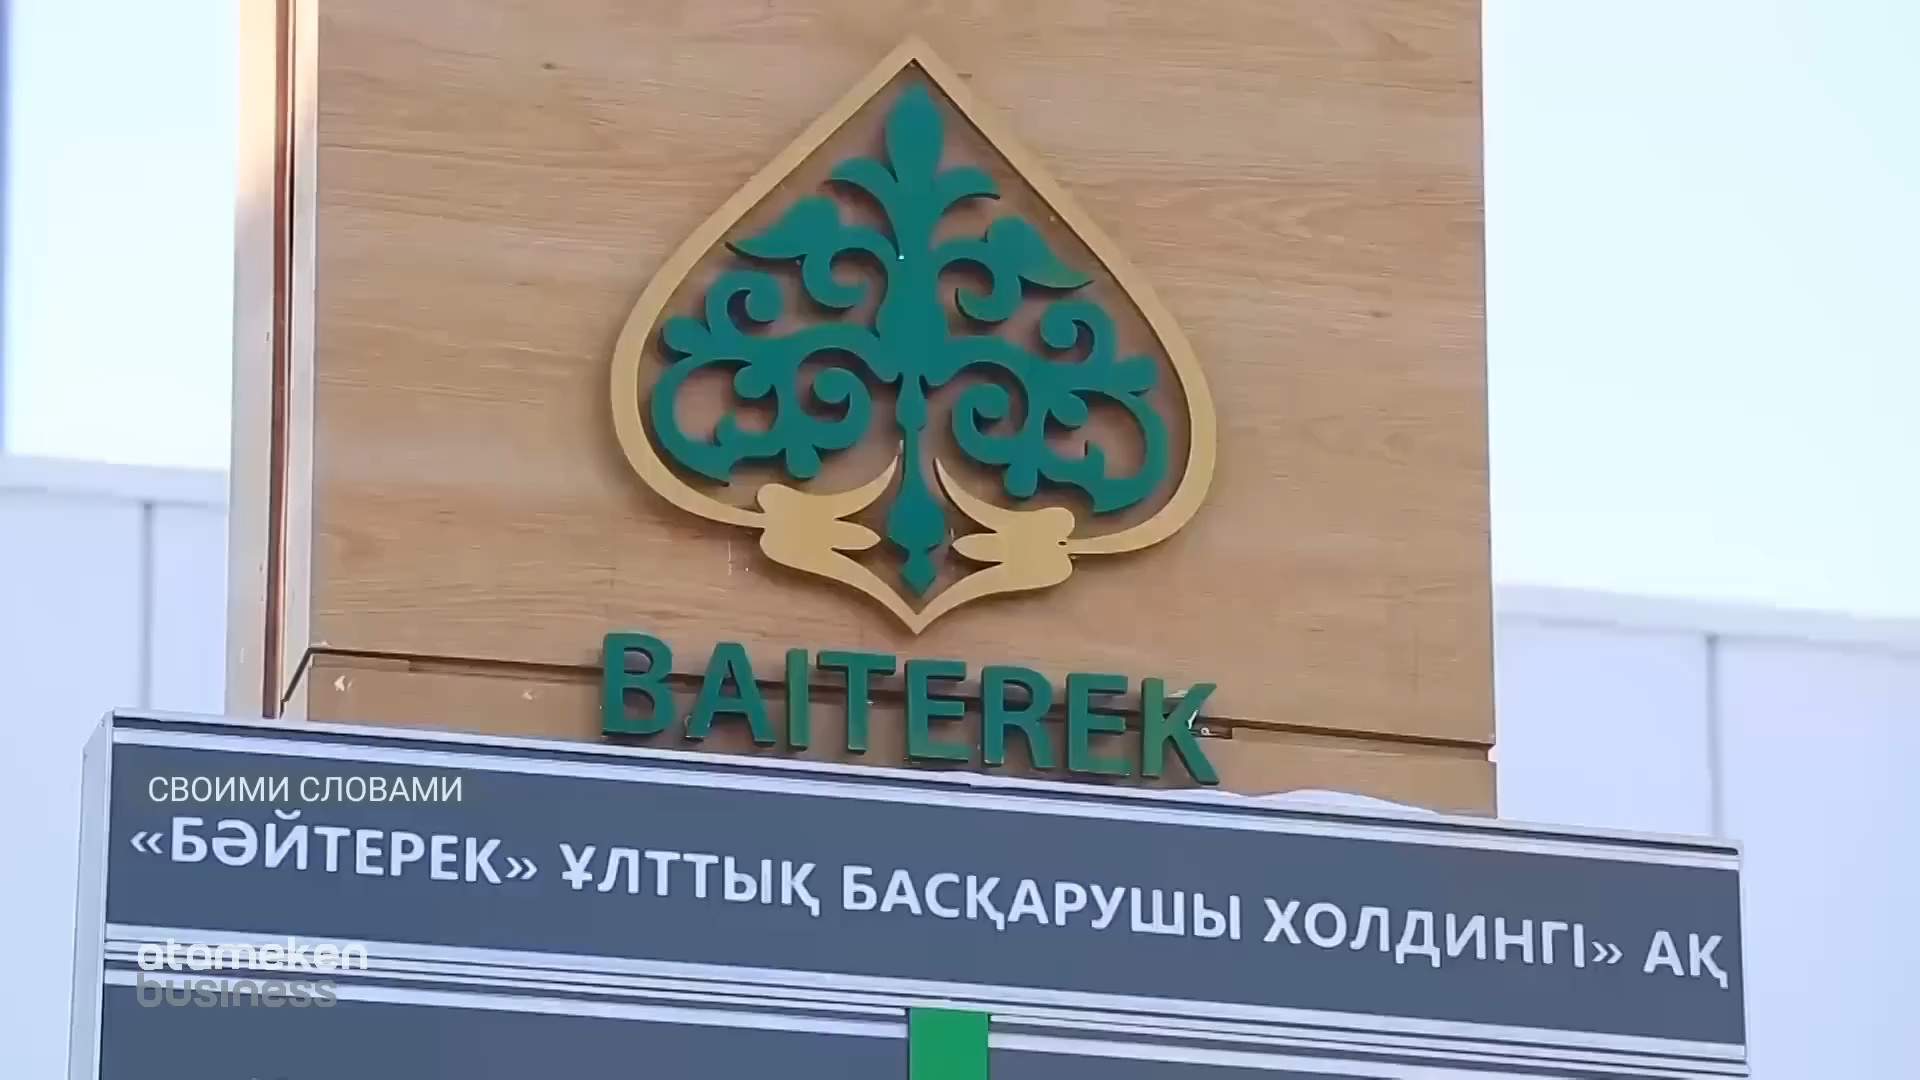 BAITEREK
СВОИМИ СЛОВАМИ
«БӘЙТЕРЕК» ҰЛТТЫҚ БАСҚАРУШЫ ХОЛДИНГІ» АҚ
atameken
business